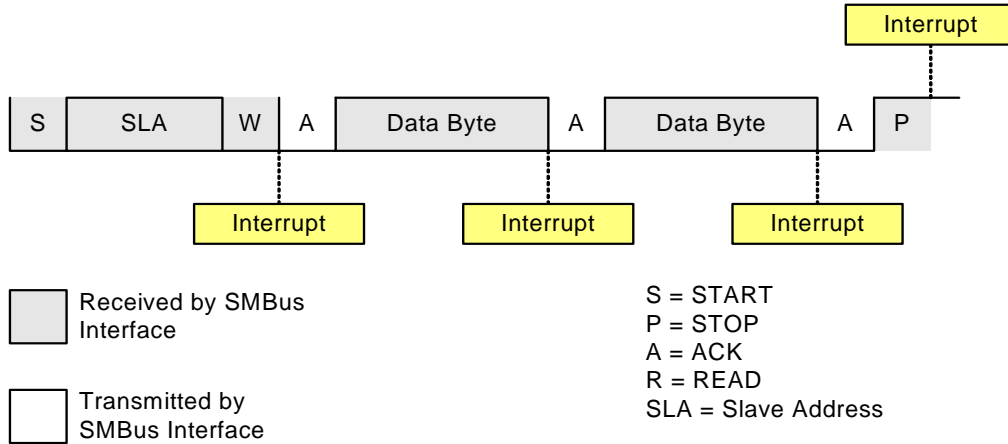 Interrupt
S SLA W A Data Byte A Data Byte A P
Interrupt Interrupt Interrupt
Received by SMBus
Interface
Transmitted by
SMBus Interface
S = START
P = STOP
A = ACK
R = READ
SLA = Slave Address